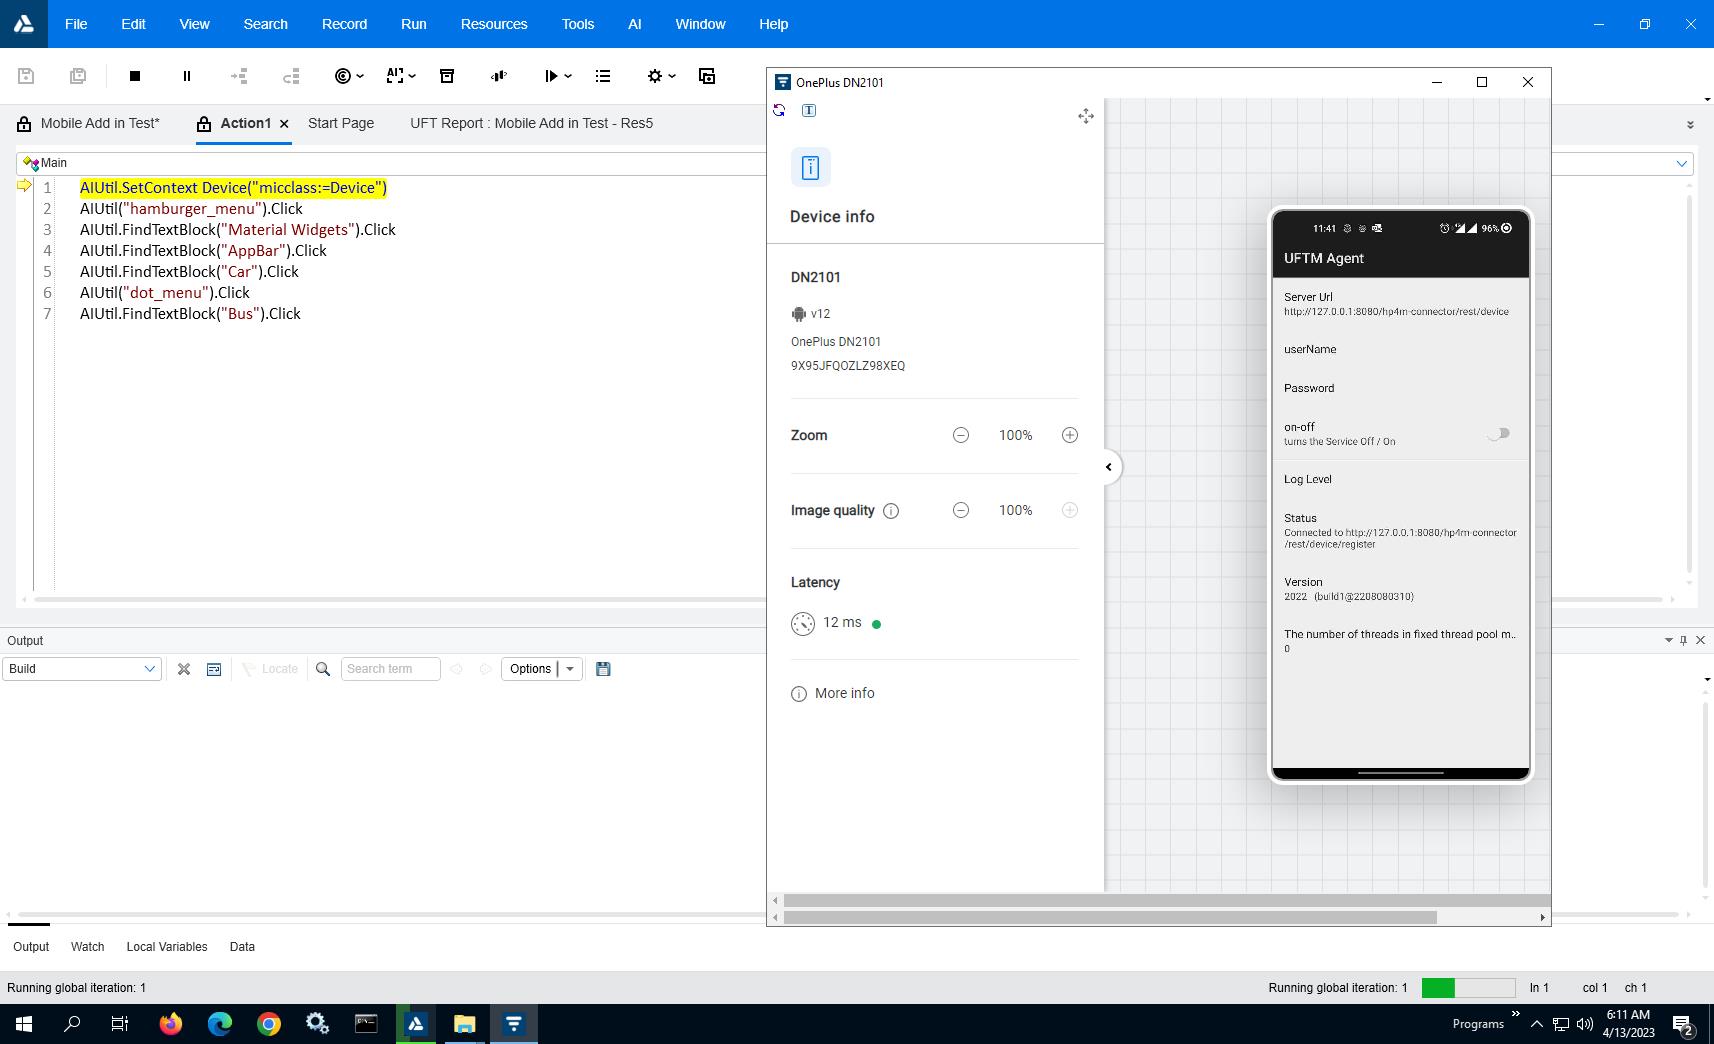 File Edit View Search Record Run Resources Tools AI Window Help
OnePlus DN2101
Mobile Add in Test* Action1 Start Page UFT Report : Mobile Add in Test - Res5
Main
1 AIUtil.SetContext Device("micclass:=Device")
2 AIUtil("hamburger_menu").Click
3 AIUtil.FindTextBlock("Material Widgets").Click
4 AIUtil.FindTextBlock("AppBar").Click
5 AIUtil.FindTextBlock("Car").Click
6 AIUtil("dot_menu").Click
7 AIUtil.FindTextBlock("Bus").Click
Device info
DN2101
v12
OnePlus DN2101
9X95JFQOZLZ98XEQ
Zoom 100%
Image quality 100%
Latency
12 ms
More info
11:41 96%
UFTM Agent
Server Url
http://127.0.0.1:8080/hp4m-connector/rest/device
userName
Password
on-off
turns the Service Off / On
Log Level
Status
Connected to http://127.0.0.1:8080/hp4m-connector
/rest/device/register
Version
2022 (build1@2208080310)
The number of threads in fixed thread pool m..
0
Output
Build Locate Search term Options
Output Watch Local Variables Data
Running global iteration: 1 Running global iteration: 1 ln 1 col 1 ch 1
Programs
6:11 AM
4/13/2023
2